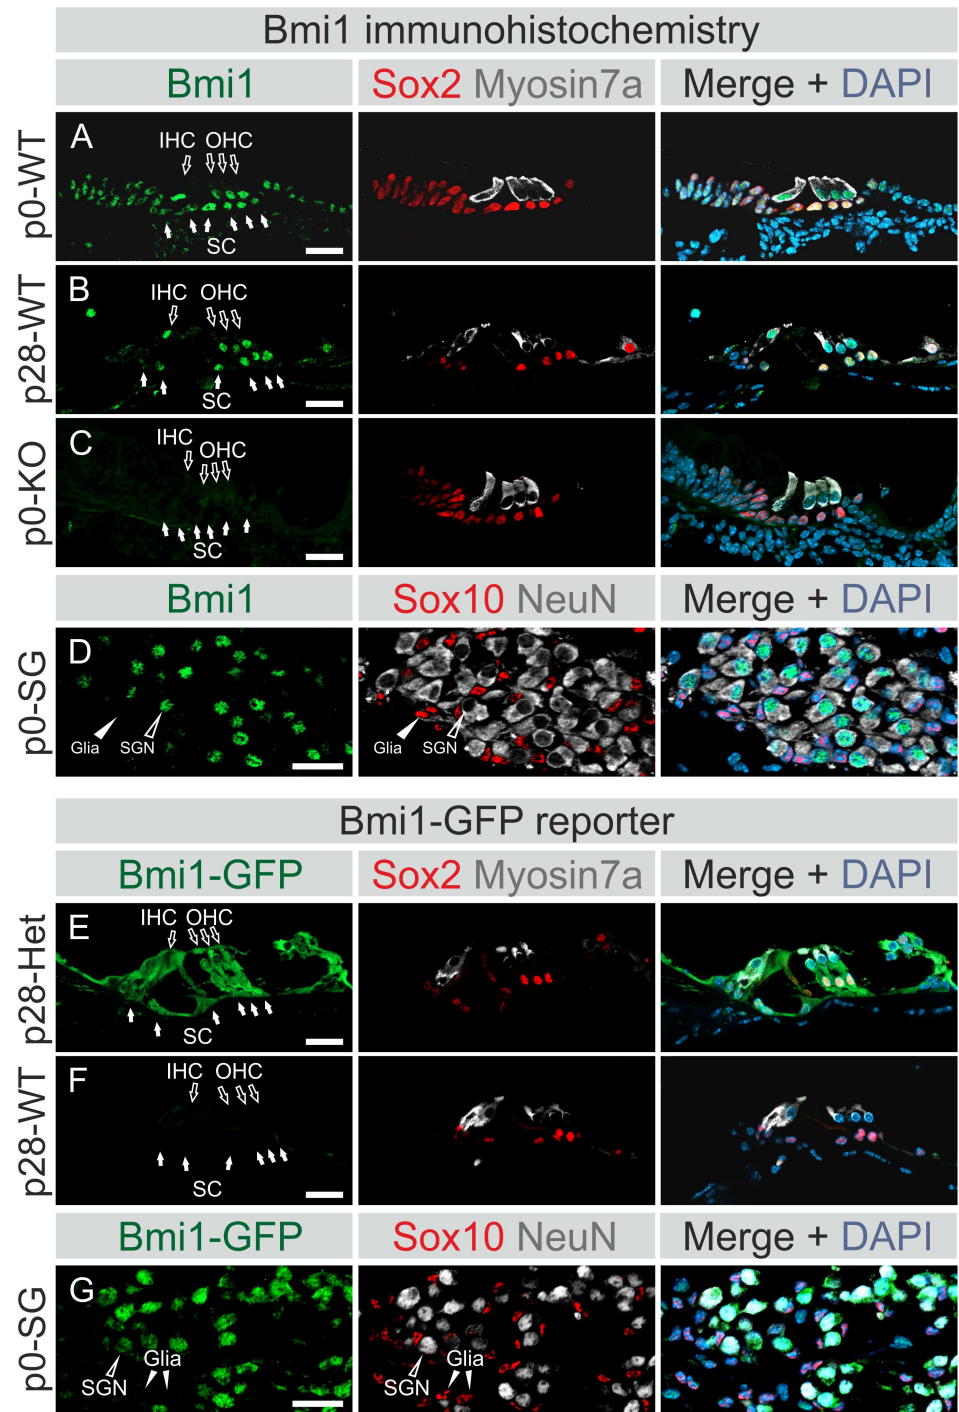 Bmi1 immunohistochemistry
Bmi1
Sox2 Myosin7a
Merge + DAPI
p0-WT
A
IHC OHC
SC
p28-WT
B
IHC OHC
SC
p0-KO
C
IHC
OHC
SC
Bmi1
Sox10 NeuN
Merge + DAPI
p0-SG
D
Glia SGN
Glia SGN
Bmi1-GFP reporter
Bmi1-GFP
Sox2 Myosin7a
Merge + DAPI
p28-Het
E
IHC OHC
SC
p28-WT
F
IHC OHC
SC
Bmi1-GFP
Sox10 NeuN
Merge + DAPI
p0-SG
G
Glia
SGN
Glia
SGN